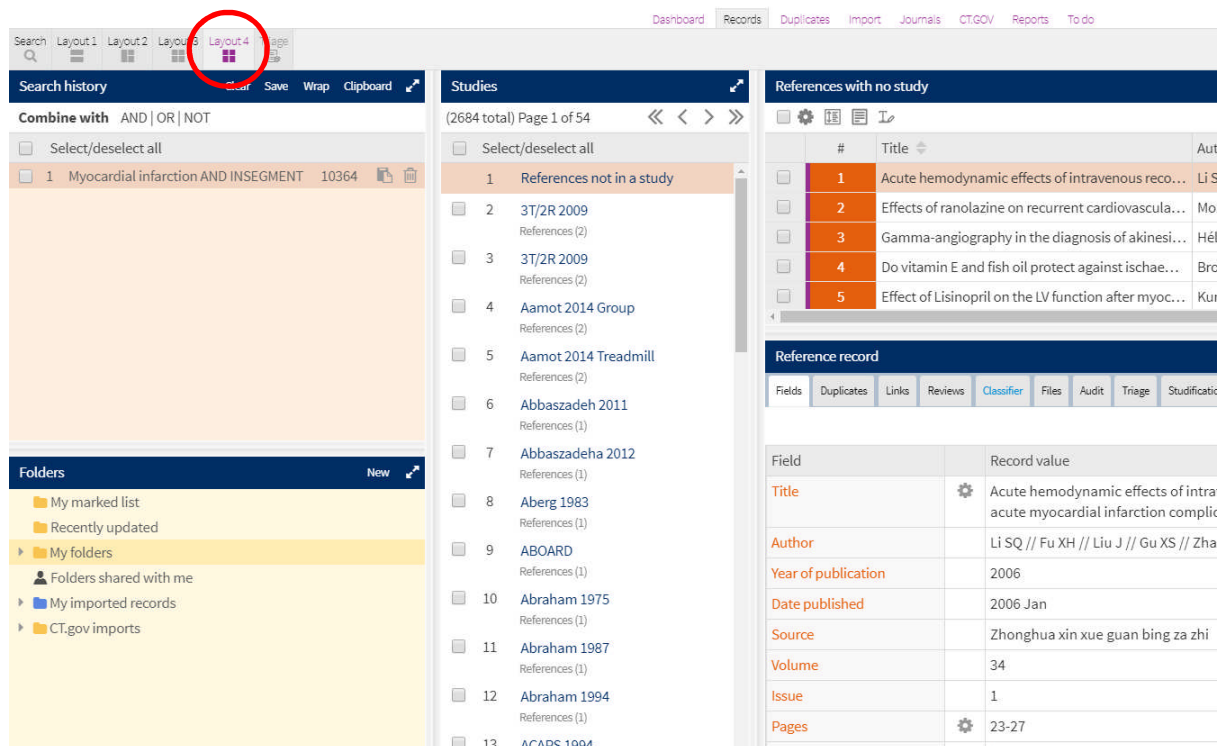 Dashboard Records Duplicates Import Journals CT.GOV Reports To do
Search Layout 1 Layout 2 Layout 3 Layout 4 Triage
Search history Clear Save Wrap Clipboard
Combine with AND | OR | NOT
Select/deselect all
1 Myocardial infarction AND INSEGMENT 10364
Folders New
My marked list
Recently updated
My folders
Folders shared with me
My imported records
CT.gov imports
Studies
(2684 total) Page 1 of 54
Select/deselect all
1 References not in a study
2 3T/2R 2009
References (2)
3 3T/2R 2009
References (2)
4 Aamot 2014 Group
References (2)
5 Aamot 2014 Treadmill
References (2)
6 Abbaszadeh 2011
References (1)
7 Abbaszadeha 2012
References (1)
8 Aberg 1983
References (1)
9 ABOARD
References (1)
10 Abraham 1975
References (1)
11 Abraham 1987
References (1)
12 Abraham 1994
References (1)
13 ACAPS 1994
References with no study
# Title Aut
1 Acute hemodynamic effects of intravenous reco... Li S
2 Effects of ranolazine on recurrent cardiovascula... Mo
3 Gamma-angiography in the diagnosis of akinesi... Hél
4 Do vitamin E and fish oil protect against ischae... Bro
5 Effect of Lisinopril on the LV function after myoc... Kur
Reference record
Fields Duplicates Links Reviews Classifier Files Audit Triage Studificatio
Field Record value
Title Acute hemodynamic effects of intra
acute myocardial infarction complic
Author Li SQ // Fu XH // Liu J // Gu XS // Zha
Year of publication 2006
Date published 2006 Jan
Source Zhonghua xin xue guan bing za zhi
Volume 34
Issue 1
Pages 23-27